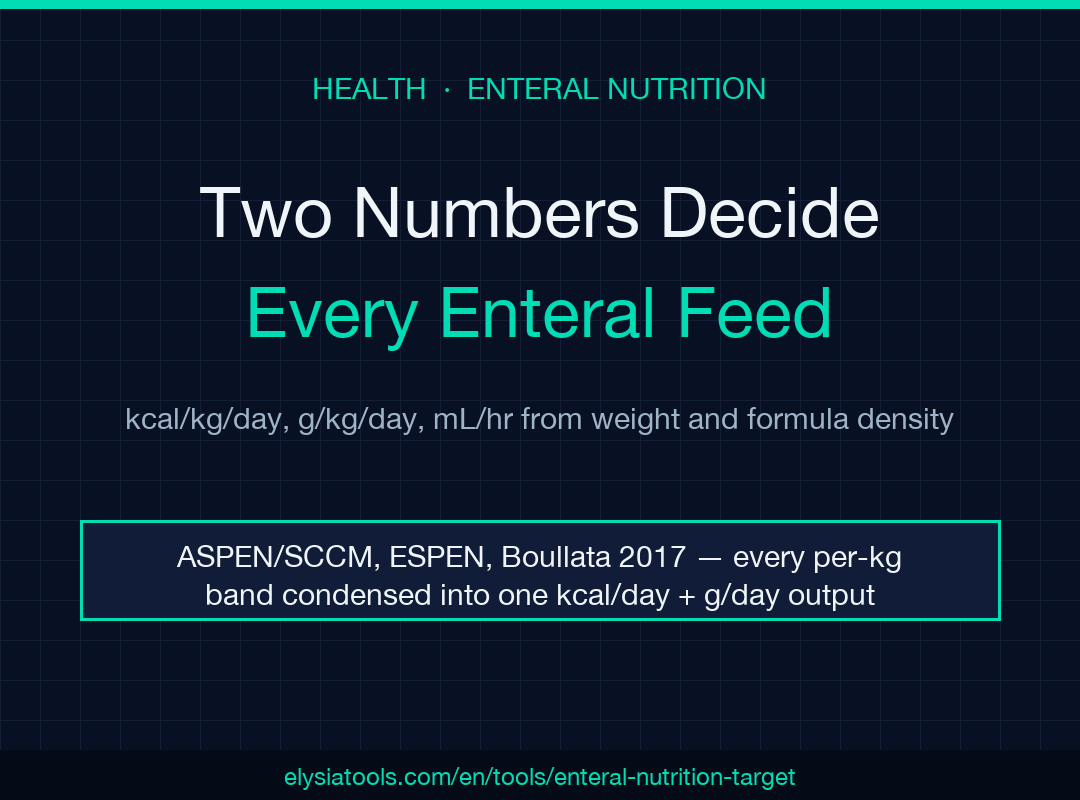 HEALTH · ENTERAL NUTRITION
Two Numbers Decide
Every Enteral Feed
kcal/kg/day, g/kg/day, mL/hr from weight and formula density
ASPEN/SCCM, ESPEN, Boullata 2017 — every per-kg
band condensed into one kcal/day + g/day output
elysiatools.com/en/tools/enteral-nutrition-target